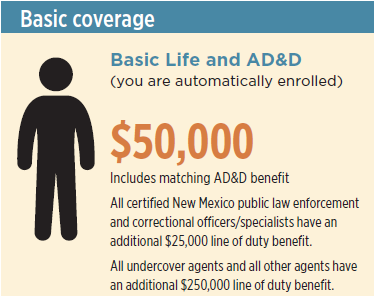 Basic coverage
Basic Life and AD&D
(you are automatically enrolled)
$50,000
Includes matching AD&D benefit
All certified New Mexico public law enforcement
and correctional officers/specialists have an
additional $25,000 line of duty benefit.
All undercover agents and all other agents have
an additional $250,000 line of duty benefit.